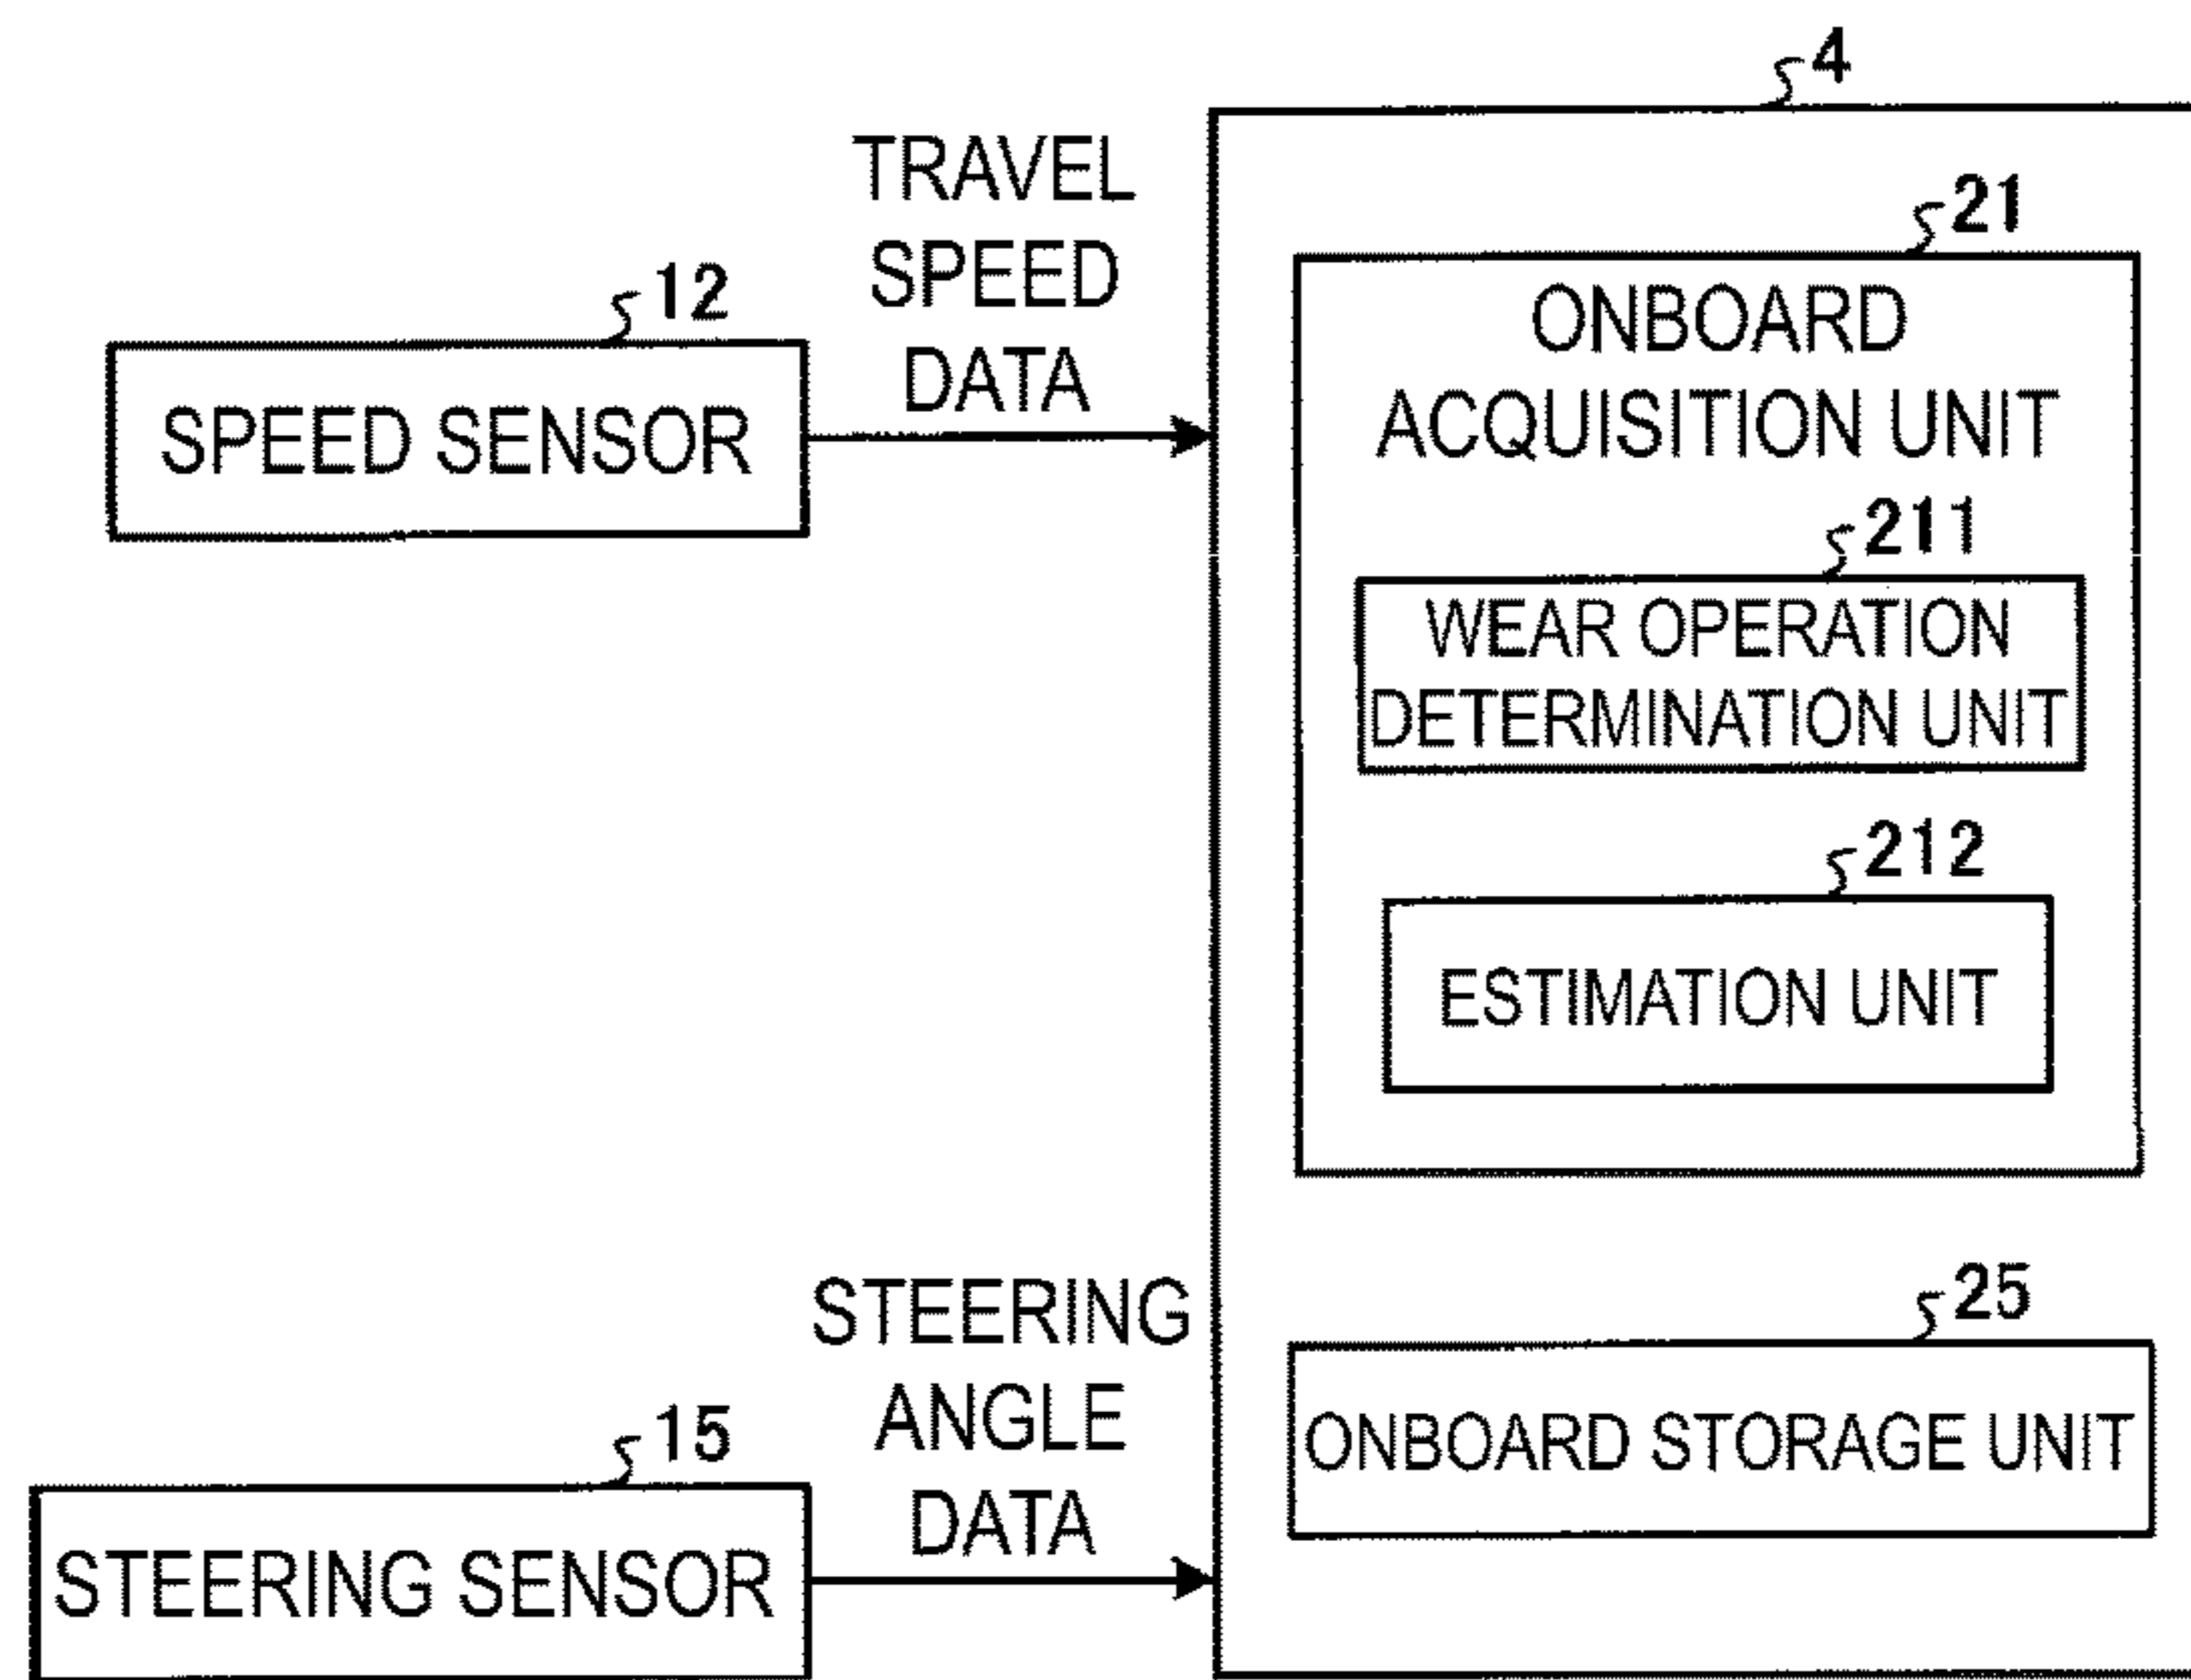 4
TRAVEL
SPEED
DATA
12
SPEED SENSOR
21
ONBOARD
ACQUISITION UNIT
211
WEAR OPERATION
DETERMINATION UNIT
212
ESTIMATION UNIT
STEERING
ANGLE
DATA
15
STEERING SENSOR
25
ONBOARD STORAGE UNIT